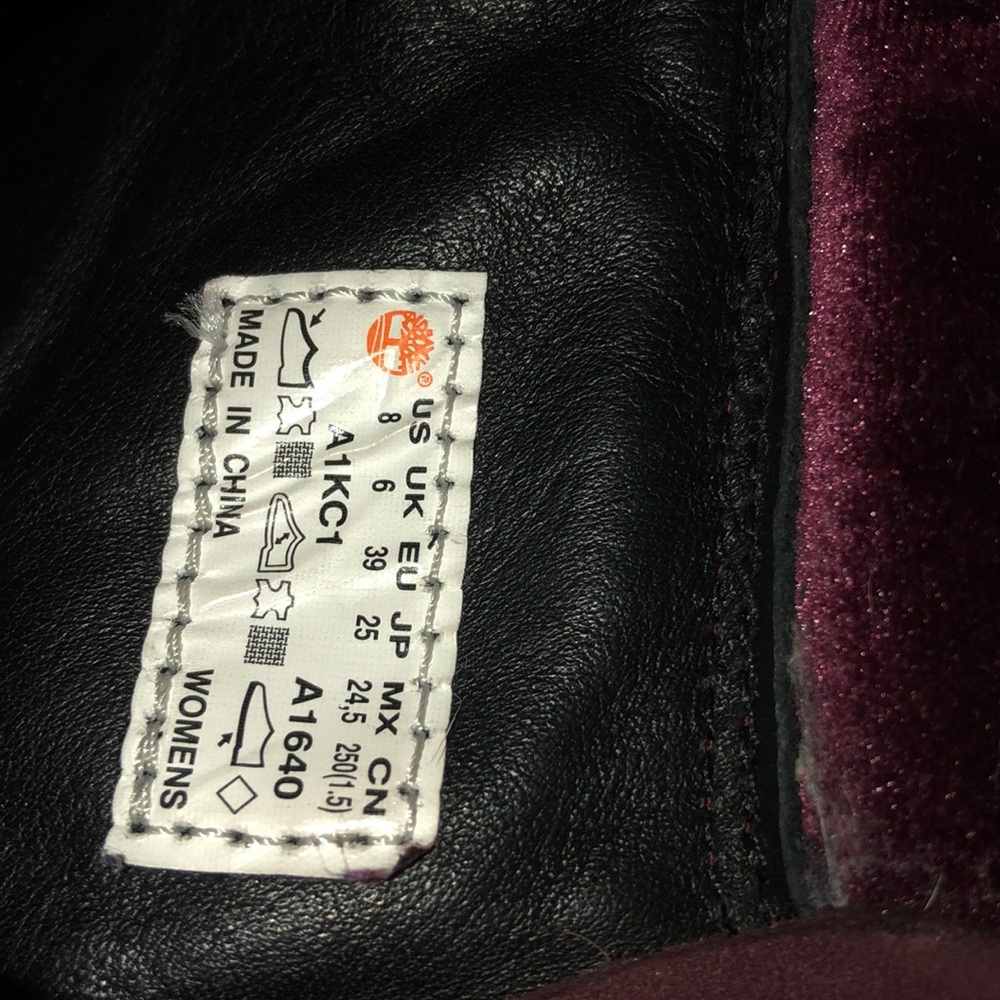 ®
US UK EU JP MX CN
8 6 39 25 24,5 250(1.5)
A1KC1 A1640
MADE IN CHINA WOMENS